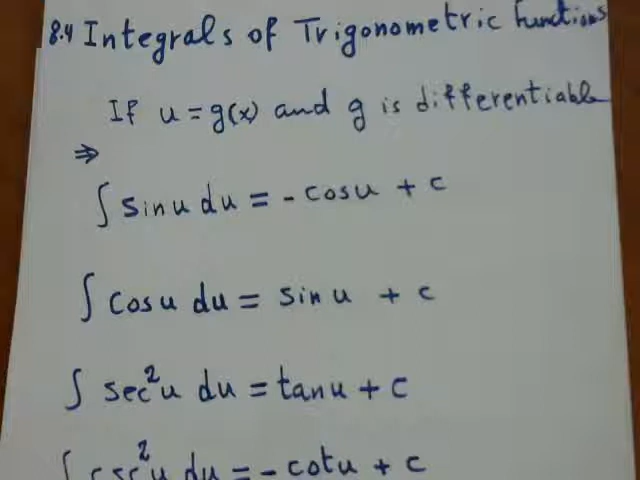 8.4 Integrals of Trigonometric Functions
If u = g(x) and g is differentiable
⇒
∫ sin u du = - cos u + c
∫ cos u du = sin u + c
∫ sec²u du = tan u + c
∫ csc²u du = - cot u + c